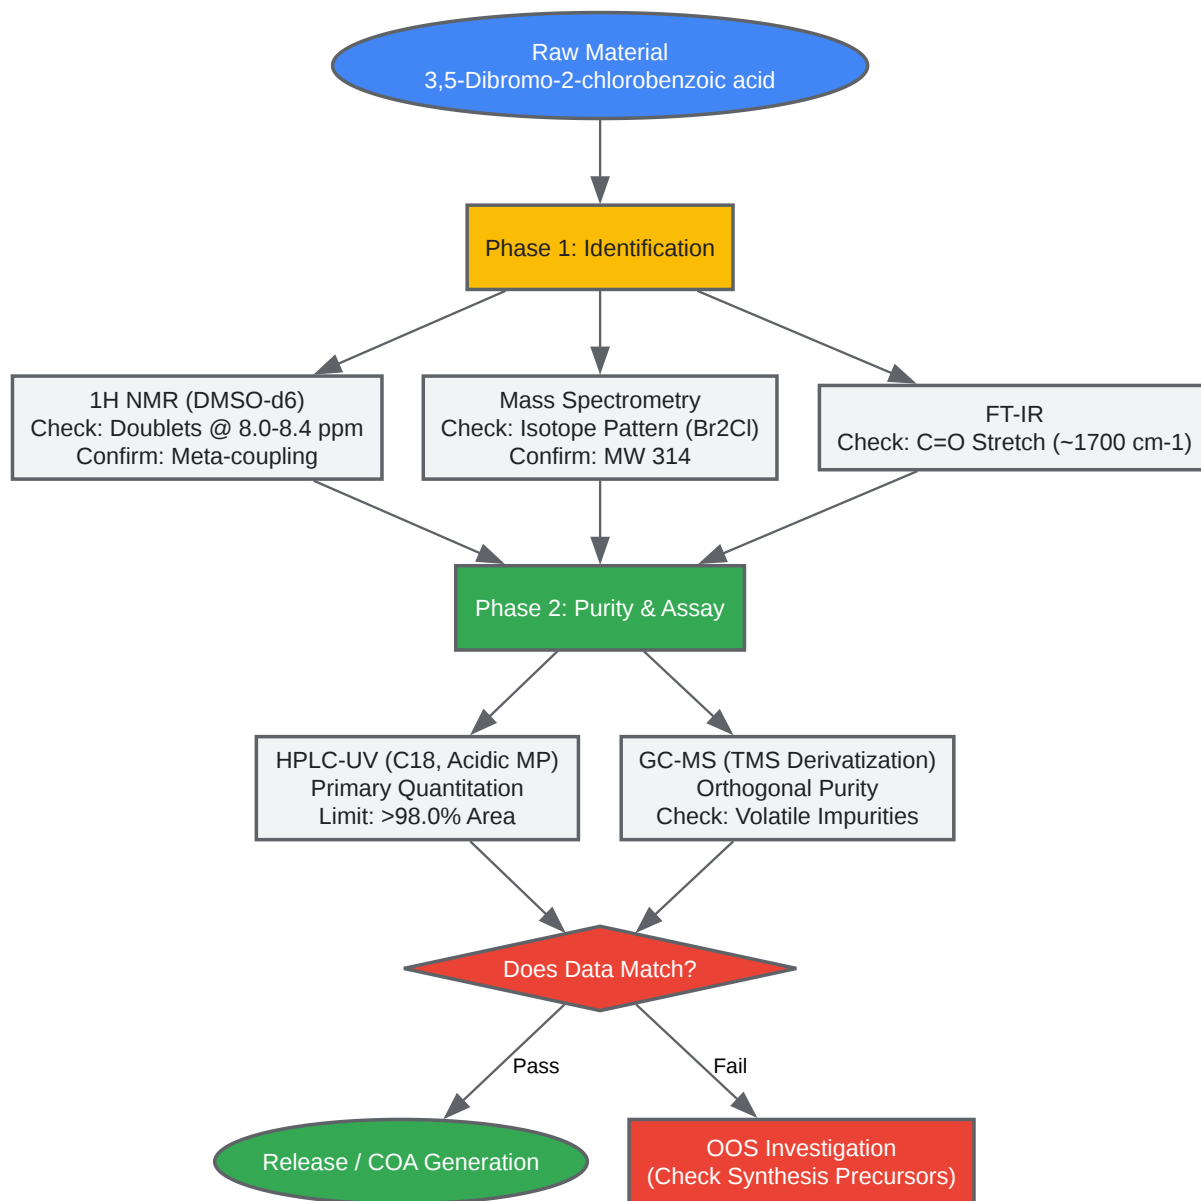 Raw Material
3,5-Dibromo-2-chlorobenzoic acid
Phase 1: Identification
1H NMR (DMSO-d6)
Check: Doublets @ 8.0-8.4 ppm
Confirm: Meta-coupling
Mass Spectrometry
Check: Isotope Pattern (Br2Cl)
Confirm: MW 314
FT-IR
Check: C=O Stretch (~1700 cm-1)
Phase 2: Purity & Assay
HPLC-UV (C18, Acidic MP)
Primary Quantitation
Limit: >98.0% Area
GC-MS (TMS Derivatization)
Orthogonal Purity
Check: Volatile Impurities
Does Data Match?
Pass
Fail
Release / COA Generation
OOS Investigation
(Check Synthesis Precursors)